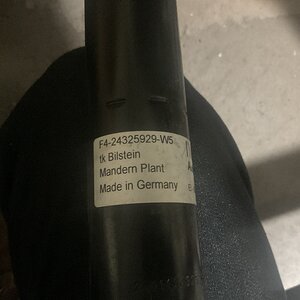 F4-24325929-W5
tk Bilstein
Mandern Plant
Made in Germany